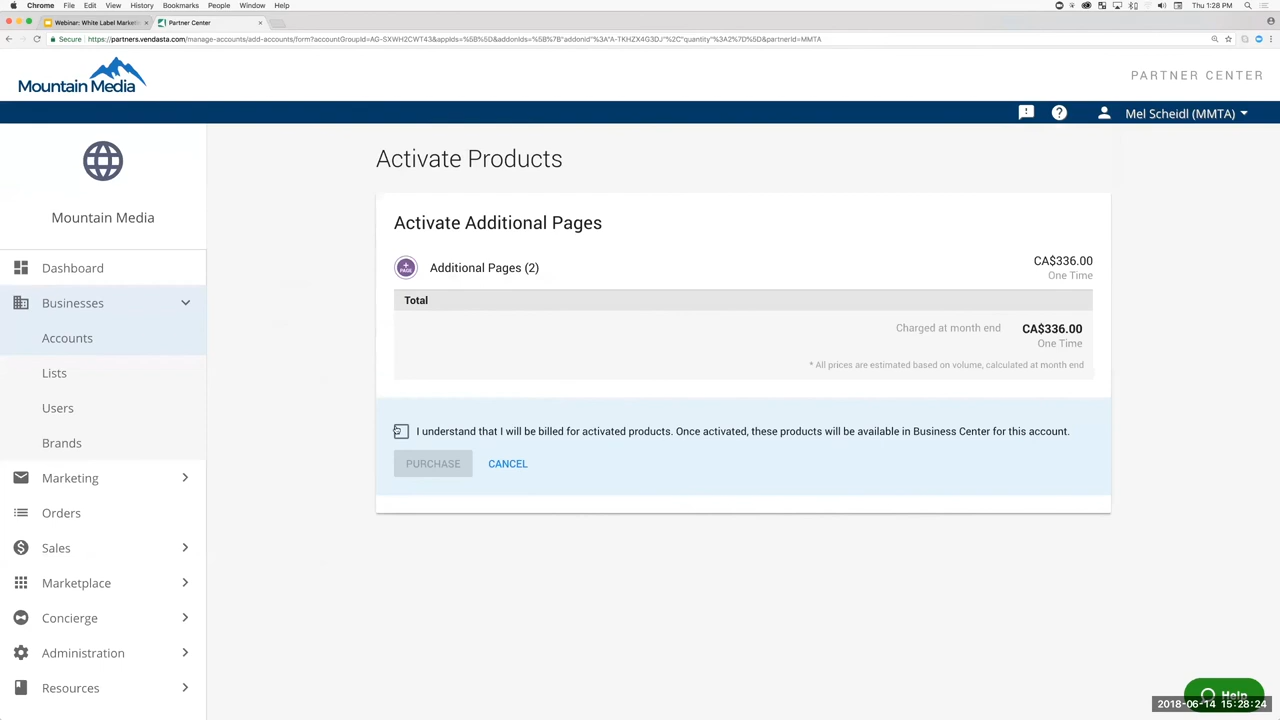 Chrome File Edit View History Bookmarks People Window Help
Thu 1:28 PM
Webinar: White Label Marketi × Partner Center ×
Secure https://partners.vendasta.com/manage-accounts/add-accounts/form?accountGroupId=AG-SXWH2CWT43&appIds=%5B%5D&addonIds=%5B%7B"addonid"%3A"A-TKHZX4G3DJ"%2C"quantity"%3A2%7D%5D&partnerId=MMTA
Mountain Media
PARTNER CENTER
Mel Scheidl (MMTA)
Mountain Media
Dashboard
Businesses
Accounts
Lists
Users
Brands
Marketing
Orders
Sales
Marketplace
Concierge
Administration
Resources
Activate Products
Activate Additional Pages
+ PAGE
Additional Pages (2) CA$336.00
One Time
Total
Charged at month end CA$336.00
One Time
* All prices are estimated based on volume, calculated at month end
I understand that I will be billed for activated products. Once activated, these products will be available in Business Center for this account.
PURCHASE CANCEL
Help
2018-06-14 15:28:24